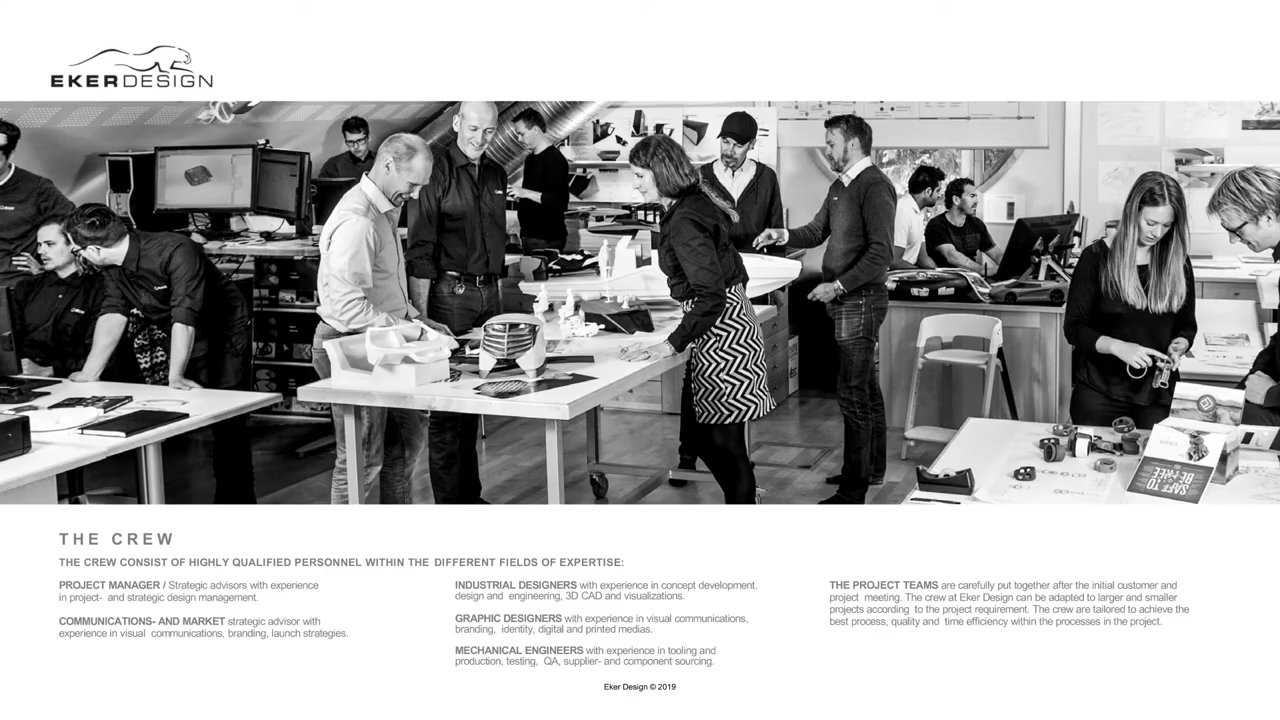 EKERDESIGN
SAFE TO
BE FREE
THE CREW
THE CREW CONSIST OF HIGHLY QUALIFIED PERSONNEL WITHIN THE DIFFERENT FIELDS OF EXPERTISE:
PROJECT MANAGER / Strategic advisors with experience
in project- and strategic design management.
COMMUNICATIONS- AND MARKET strategic advisor with
experience in visual communications, branding, launch strategies.
INDUSTRIAL DESIGNERS with experience in concept development,
design and engineering, 3D CAD and visualizations.
GRAPHIC DESIGNERS with experience in visual communications,
branding, identity, digital and printed medias.
MECHANICAL ENGINEERS with experience in tooling and
production, testing, QA, supplier- and component sourcing.
THE PROJECT TEAMS are carefully put together after the initial customer and
project meeting. The crew at Eker Design can be adapted to larger and smaller
projects according to the project requirement. The crew are tailored to achieve the
best process, quality and time efficiency within the processes in the project.
Eker Design © 2019